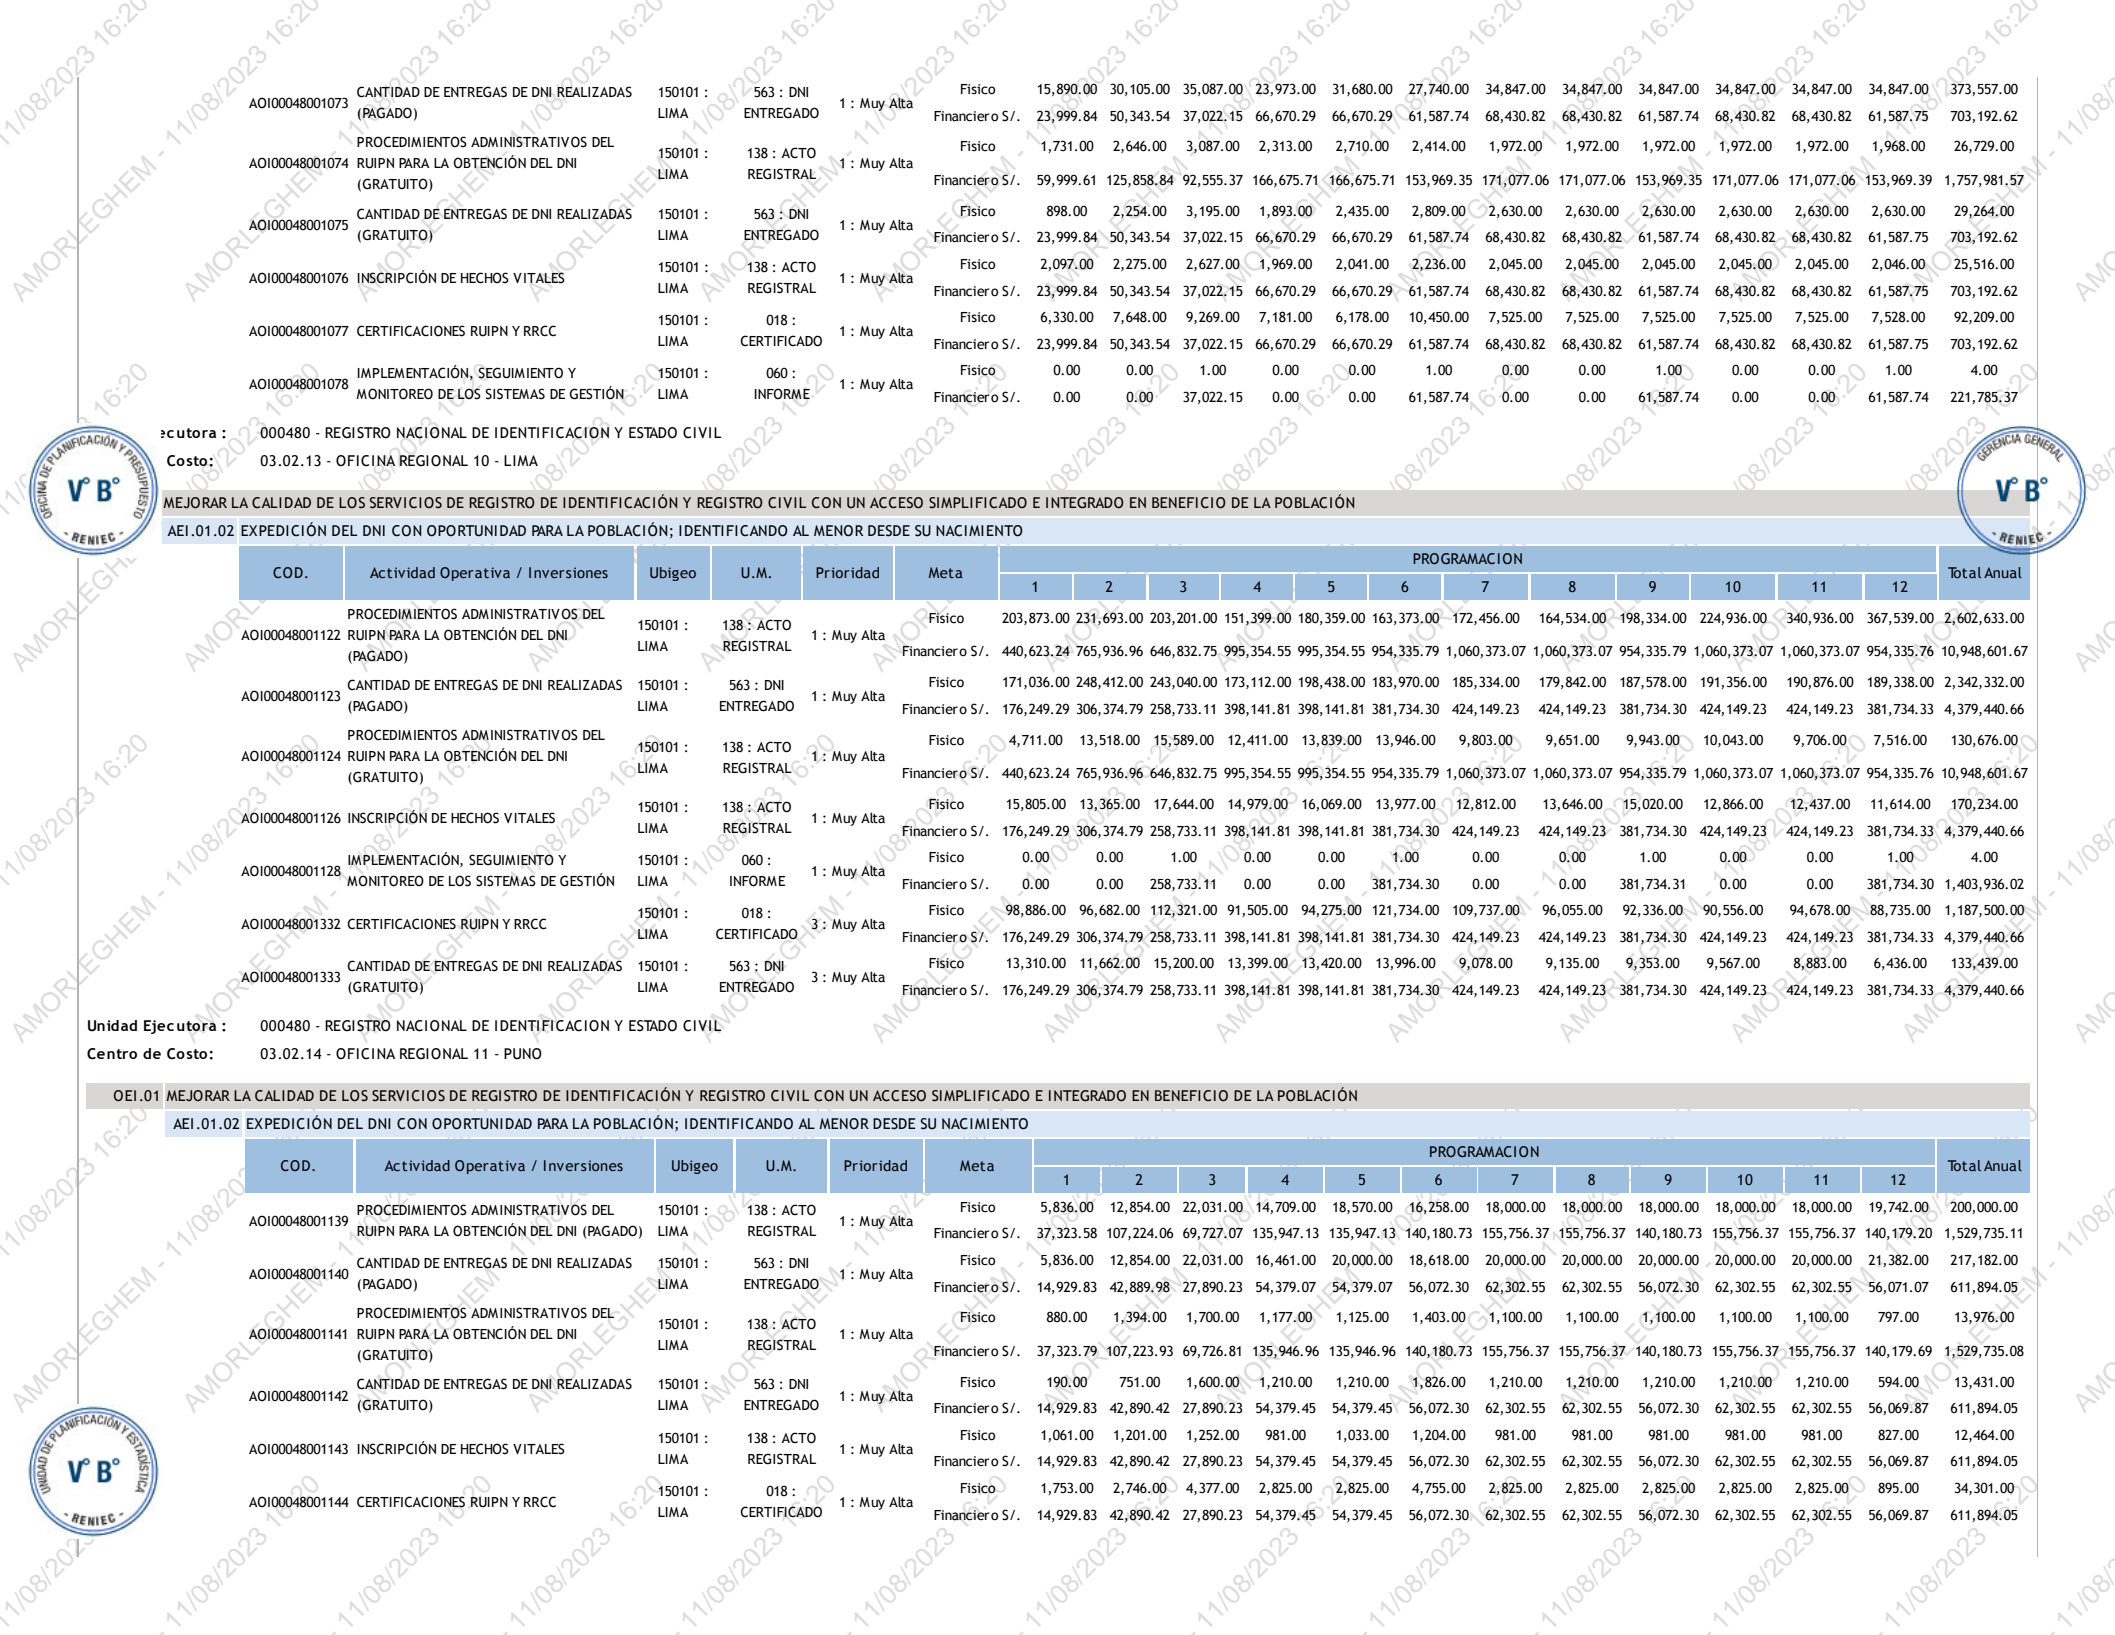 AOI00048001073 CANTIDAD DE ENTREGAS DE DNI REALIZADAS (PAGADO) 150101 : LIMA 563 : DNI ENTREGADO 1 : Muy Alta
Fisico 15,890.00 30,105.00 35,087.00 23,973.00 31,680.00 27,740.00 34,847.00 34,847.00 34,847.00 34,847.00 34,847.00 34,847.00 373,557.00
Financiero S/. 23,999.84 50,343.54 37,022.15 66,670.29 66,670.29 61,587.74 68,430.82 68,430.82 61,587.74 68,430.82 68,430.82 61,587.75 703,192.62
AOI00048001074 PROCEDIMIENTOS ADMINISTRATIVOS DEL RUIPN PARA LA OBTENCIÓN DEL DNI (GRATUITO) 150101 : LIMA 138 : ACTO REGISTRAL 1 : Muy Alta
Fisico 1,731.00 2,646.00 3,087.00 2,313.00 2,710.00 2,414.00 1,972.00 1,972.00 1,972.00 1,972.00 1,972.00 1,968.00 26,729.00
Financiero S/. 59,999.61 125,858.84 92,555.37 166,675.71 166,675.71 153,969.35 171,077.06 171,077.06 153,969.35 171,077.06 171,077.06 153,969.39 1,757,981.57
AOI00048001075 CANTIDAD DE ENTREGAS DE DNI REALIZADAS (GRATUITO) 150101 : LIMA 563 : DNI ENTREGADO 1 : Muy Alta
Fisico 898.00 2,254.00 3,195.00 1,893.00 2,435.00 2,809.00 2,630.00 2,630.00 2,630.00 2,630.00 2,630.00 2,630.00 29,264.00
Financiero S/. 23,999.84 50,343.54 37,022.15 66,670.29 66,670.29 61,587.74 68,430.82 68,430.82 61,587.74 68,430.82 68,430.82 61,587.75 703,192.62
AOI00048001076 INSCRIPCIÓN DE HECHOS VITALES 150101 : LIMA 138 : ACTO REGISTRAL 1 : Muy Alta
Fisico 2,097.00 2,275.00 2,627.00 1,969.00 2,041.00 2,236.00 2,045.00 2,045.00 2,045.00 2,045.00 2,045.00 2,046.00 25,516.00
Financiero S/. 23,999.84 50,343.54 37,022.15 66,670.29 66,670.29 61,587.74 68,430.82 68,430.82 61,587.74 68,430.82 68,430.82 61,587.75 703,192.62
AOI00048001077 CERTIFICACIONES RUIPN Y RRCC 150101 : LIMA 018 : CERTIFICADO 1 : Muy Alta
Fisico 6,330.00 7,648.00 9,269.00 7,181.00 6,178.00 10,450.00 7,525.00 7,525.00 7,525.00 7,525.00 7,525.00 7,528.00 92,209.00
Financiero S/. 23,999.84 50,343.54 37,022.15 66,670.29 66,670.29 61,587.74 68,430.82 68,430.82 61,587.74 68,430.82 68,430.82 61,587.75 703,192.62
AOI00048001078 IMPLEMENTACIÓN, SEGUIMIENTO Y MONITOREO DE LOS SISTEMAS DE GESTIÓN 150101 : LIMA 060 : INFORME 1 : Muy Alta
Fisico 0.00 0.00 1.00 0.00 0.00 1.00 0.00 0.00 1.00 0.00 0.00 1.00 4.00
Financiero S/. 0.00 0.00 37,022.15 0.00 0.00 61,587.74 0.00 0.00 61,587.74 0.00 0.00 61,587.74 221,785.37
ecutora : 000480 - REGISTRO NACIONAL DE IDENTIFICACION Y ESTADO CIVIL
Costo: 03.02.13 - OFICINA REGIONAL 10 - LIMA
OFICINA DE PLANIFICACIÓN Y PRESUPUESTO V° B° - RENIEC -
GERENCIA GENERAL V° B° - RENIEC -
MEJORAR LA CALIDAD DE LOS SERVICIOS DE REGISTRO DE IDENTIFICACIÓN Y REGISTRO CIVIL CON UN ACCESO SIMPLIFICADO E INTEGRADO EN BENEFICIO DE LA POBLACIÓN
AEI.01.02 EXPEDICIÓN DEL DNI CON OPORTUNIDAD PARA LA POBLACIÓN; IDENTIFICANDO AL MENOR DESDE SU NACIMIENTO
COD. Actividad Operativa / Inversiones Ubigeo U.M. Prioridad Meta PROGRAMACION Total Anual
1 2 3 4 5 6 7 8 9 10 11 12
AOI00048001122 PROCEDIMIENTOS ADMINISTRATIVOS DEL RUIPN PARA LA OBTENCIÓN DEL DNI (PAGADO) 150101 : LIMA 138 : ACTO REGISTRAL 1 : Muy Alta
Fisico 203,873.00 231,693.00 203,201.00 151,399.00 180,359.00 163,373.00 172,456.00 164,534.00 198,334.00 224,936.00 340,936.00 367,539.00 2,602,633.00
Financiero S/. 440,623.24 765,936.96 646,832.75 995,354.55 995,354.55 954,335.79 1,060,373.07 1,060,373.07 954,335.79 1,060,373.07 1,060,373.07 954,335.76 10,948,601.67
AOI00048001123 CANTIDAD DE ENTREGAS DE DNI REALIZADAS (PAGADO) 150101 : LIMA 563 : DNI ENTREGADO 1 : Muy Alta
Fisico 171,036.00 248,412.00 243,040.00 173,112.00 198,438.00 183,970.00 185,334.00 179,842.00 187,578.00 191,356.00 190,876.00 189,338.00 2,342,332.00
Financiero S/. 176,249.29 306,374.79 258,733.11 398,141.81 398,141.81 381,734.30 424,149.23 424,149.23 381,734.30 424,149.23 424,149.23 381,734.33 4,379,440.66
AOI00048001124 PROCEDIMIENTOS ADMINISTRATIVOS DEL RUIPN PARA LA OBTENCIÓN DEL DNI (GRATUITO) 150101 : LIMA 138 : ACTO REGISTRAL 1 : Muy Alta
Fisico 4,711.00 13,518.00 15,589.00 12,411.00 13,839.00 13,946.00 9,803.00 9,651.00 9,943.00 10,043.00 9,706.00 7,516.00 130,676.00
Financiero S/. 440,623.24 765,936.96 646,832.75 995,354.55 995,354.55 954,335.79 1,060,373.07 1,060,373.07 954,335.79 1,060,373.07 1,060,373.07 954,335.76 10,948,601.67
AOI00048001126 INSCRIPCIÓN DE HECHOS VITALES 150101 : LIMA 138 : ACTO REGISTRAL 1 : Muy Alta
Fisico 15,805.00 13,365.00 17,644.00 14,979.00 16,069.00 13,977.00 12,812.00 13,646.00 15,020.00 12,866.00 12,437.00 11,614.00 170,234.00
Financiero S/. 176,249.29 306,374.79 258,733.11 398,141.81 398,141.81 381,734.30 424,149.23 424,149.23 381,734.30 424,149.23 424,149.23 381,734.33 4,379,440.66
AOI00048001128 IMPLEMENTACIÓN, SEGUIMIENTO Y MONITOREO DE LOS SISTEMAS DE GESTIÓN 150101 : LIMA 060 : INFORME 1 : Muy Alta
Fisico 0.00 0.00 1.00 0.00 0.00 1.00 0.00 0.00 1.00 0.00 0.00 1.00 4.00
Financiero S/. 0.00 0.00 258,733.11 0.00 0.00 381,734.30 0.00 0.00 381,734.31 0.00 0.00 381,734.30 1,403,936.02
AOI00048001332 CERTIFICACIONES RUIPN Y RRCC 150101 : LIMA 018 : CERTIFICADO 3 : Muy Alta
Fisico 98,886.00 96,682.00 112,321.00 91,505.00 94,275.00 121,734.00 109,737.00 96,055.00 92,336.00 90,556.00 94,678.00 88,735.00 1,187,500.00
Financiero S/. 176,249.29 306,374.79 258,733.11 398,141.81 398,141.81 381,734.30 424,149.23 424,149.23 381,734.30 424,149.23 424,149.23 381,734.33 4,379,440.66
AOI00048001333 CANTIDAD DE ENTREGAS DE DNI REALIZADAS (GRATUITO) 150101 : LIMA 563 : DNI ENTREGADO 3 : Muy Alta
Fisico 13,310.00 11,662.00 15,200.00 13,399.00 13,420.00 13,996.00 9,078.00 9,135.00 9,353.00 9,567.00 8,883.00 6,436.00 133,439.00
Financiero S/. 176,249.29 306,374.79 258,733.11 398,141.81 398,141.81 381,734.30 424,149.23 424,149.23 381,734.30 424,149.23 424,149.23 381,734.33 4,379,440.66
Unidad Ejecutora : 000480 - REGISTRO NACIONAL DE IDENTIFICACION Y ESTADO CIVIL
Centro de Costo: 03.02.14 - OFICINA REGIONAL 11 - PUNO
OEI.01 MEJORAR LA CALIDAD DE LOS SERVICIOS DE REGISTRO DE IDENTIFICACIÓN Y REGISTRO CIVIL CON UN ACCESO SIMPLIFICADO E INTEGRADO EN BENEFICIO DE LA POBLACIÓN
AEI.01.02 EXPEDICIÓN DEL DNI CON OPORTUNIDAD PARA LA POBLACIÓN; IDENTIFICANDO AL MENOR DESDE SU NACIMIENTO
COD. Actividad Operativa / Inversiones Ubigeo U.M. Prioridad Meta PROGRAMACION Total Anual
1 2 3 4 5 6 7 8 9 10 11 12
AOI00048001139 PROCEDIMIENTOS ADMINISTRATIVOS DEL RUIPN PARA LA OBTENCIÓN DEL DNI (PAGADO) 150101 : LIMA 138 : ACTO REGISTRAL 1 : Muy Alta
Fisico 5,836.00 12,854.00 22,031.00 14,709.00 18,570.00 16,258.00 18,000.00 18,000.00 18,000.00 18,000.00 18,000.00 19,742.00 200,000.00
Financiero S/. 37,323.58 107,224.06 69,727.07 135,947.13 135,947.13 140,180.73 155,756.37 155,756.37 140,180.73 155,756.37 155,756.37 140,179.20 1,529,735.11
AOI00048001140 CANTIDAD DE ENTREGAS DE DNI REALIZADAS (PAGADO) 150101 : LIMA 563 : DNI ENTREGADO 1 : Muy Alta
Fisico 5,836.00 12,854.00 22,031.00 16,461.00 20,000.00 18,618.00 20,000.00 20,000.00 20,000.00 20,000.00 20,000.00 21,382.00 217,182.00
Financiero S/. 14,929.83 42,889.98 27,890.23 54,379.07 54,379.07 56,072.30 62,302.55 62,302.55 56,072.30 62,302.55 62,302.55 56,071.07 611,894.05
AOI00048001141 PROCEDIMIENTOS ADMINISTRATIVOS DEL RUIPN PARA LA OBTENCIÓN DEL DNI (GRATUITO) 150101 : LIMA 138 : ACTO REGISTRAL 1 : Muy Alta
Fisico 880.00 1,394.00 1,700.00 1,177.00 1,125.00 1,403.00 1,100.00 1,100.00 1,100.00 1,100.00 1,100.00 797.00 13,976.00
Financiero S/. 37,323.79 107,223.93 69,726.81 135,946.96 135,946.96 140,180.73 155,756.37 155,756.37 140,180.73 155,756.37 155,756.37 140,179.69 1,529,735.08
AOI00048001142 CANTIDAD DE ENTREGAS DE DNI REALIZADAS (GRATUITO) 150101 : LIMA 563 : DNI ENTREGADO 1 : Muy Alta
Fisico 190.00 751.00 1,600.00 1,210.00 1,210.00 1,826.00 1,210.00 1,210.00 1,210.00 1,210.00 1,210.00 594.00 13,431.00
Financiero S/. 14,929.83 42,890.42 27,890.23 54,379.45 54,379.45 56,072.30 62,302.55 62,302.55 56,072.30 62,302.55 62,302.55 56,069.87 611,894.05
AOI00048001143 INSCRIPCIÓN DE HECHOS VITALES 150101 : LIMA 138 : ACTO REGISTRAL 1 : Muy Alta
Fisico 1,061.00 1,201.00 1,252.00 981.00 1,033.00 1,204.00 981.00 981.00 981.00 981.00 981.00 827.00 12,464.00
Financiero S/. 14,929.83 42,890.42 27,890.23 54,379.45 54,379.45 56,072.30 62,302.55 62,302.55 56,072.30 62,302.55 62,302.55 56,069.87 611,894.05
AOI00048001144 CERTIFICACIONES RUIPN Y RRCC 150101 : LIMA 018 : CERTIFICADO 1 : Muy Alta
Fisico 1,753.00 2,746.00 4,377.00 2,825.00 2,825.00 4,755.00 2,825.00 2,825.00 2,825.00 2,825.00 2,825.00 895.00 34,301.00
Financiero S/. 14,929.83 42,890.42 27,890.23 54,379.45 54,379.45 56,072.30 62,302.55 62,302.55 56,072.30 62,302.55 62,302.55 56,069.87 611,894.05
UNIDAD DE PLANIFICACIÓN Y ESTADÍSTICA V° B° - RENIEC -
AMORLEGHEM - 11/08/2023 16:20